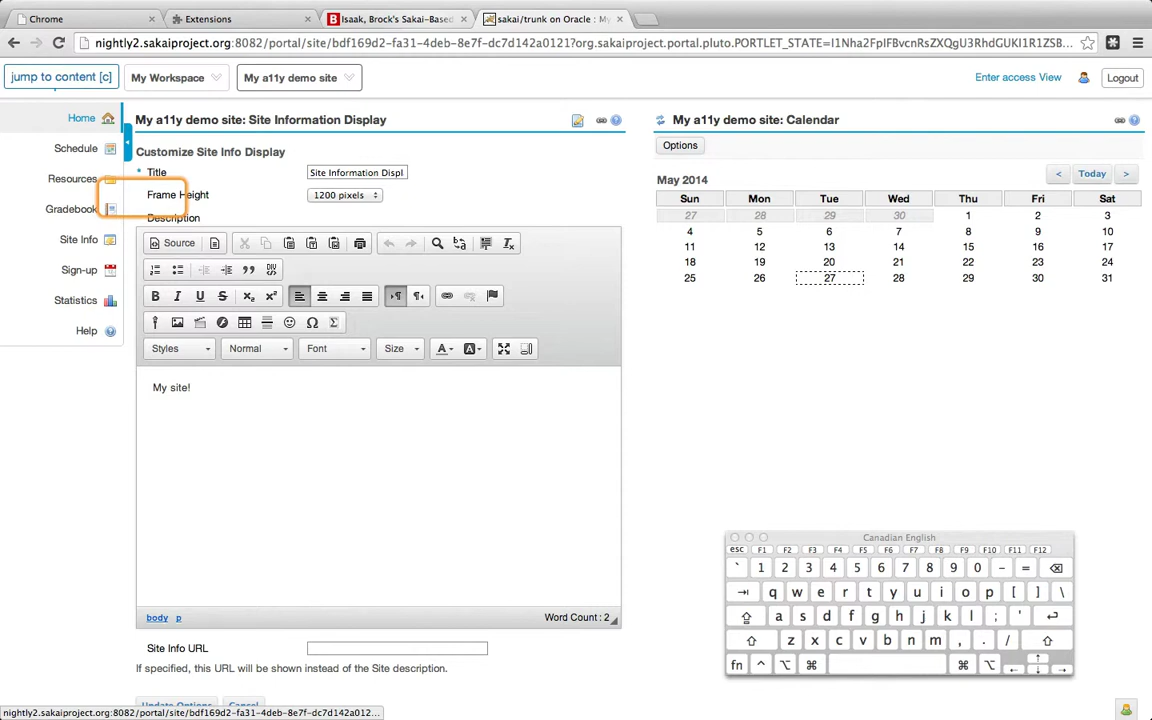 Chrome
Extensions
Isaak, Brock's Sakai-Based
sakai/trunk on Oracle : My
nightly2.sakaiproject.org:8082/portal/site/bdf169d2-fa31-4deb-8e7f-dc7d142a0121?org.sakaiproject.portal.pluto.PORTLET_STATE=
jump to content [c]
My Workspace
My a11y demo site
Enter access View
Logout
Home
Schedule
Resources
Gradebook
Site Info
Sign-up
Statistics
Help
My a11y demo site: Site Information Display
Customize Site Info Display
* Title
Site Information Displ
Frame Height
1200 pixels
Description
Source
B I U S x₂ x²
Styles Normal Font Size A A
My site!
body p
Word Count : 2
Site Info URL
If specified, this URL will be shown instead of the Site description.
Update Options Cancel
My a11y demo site: Calendar
Options
May 2014
< Today >
Sun Mon Tue Wed Thu Fri Sat
27 28 29 30 1 2 3
4 5 6 7 8 9 10
11 12 13 14 15 16 17
18 19 20 21 22 23 24
25 26 27 28 29 30 31
Canadian English
esc F1 F2 F3 F4 F5 F6 F7 F8 F9 F10 F11 F12
` 1 2 3 4 5 6 7 8 9 0 - =
q w e r t y u i o p [ ] \
a s d f g h j k l ; '
z x c v b n m , . /
fn ^ ⌥ ⌘ ⌘ ⌥
nightly2.sakaiproject.org:8082/portal/site/bdf169d2-fa31-4deb-8e7f-dc7d142a012...